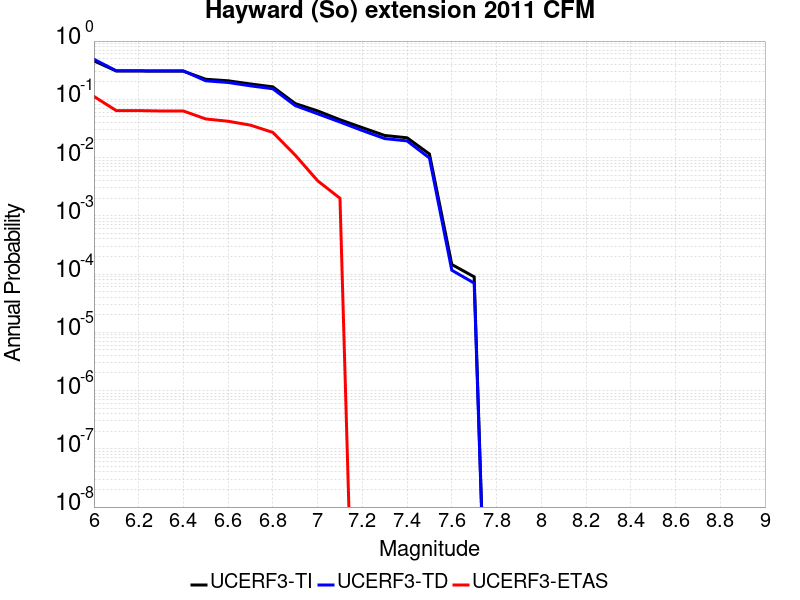 Hayward (So) extension 2011 CFM
10^0
10^-1
10^-2
10^-3
10^-4
10^-5
10^-6
10^-7
10^-8
Annual Probability
6 6.2 6.4 6.6 6.8 7 7.2 7.4 7.6 7.8 8 8.2 8.4 8.6 8.8 9
Magnitude
UCERF3-TI UCERF3-TD UCERF3-ETAS